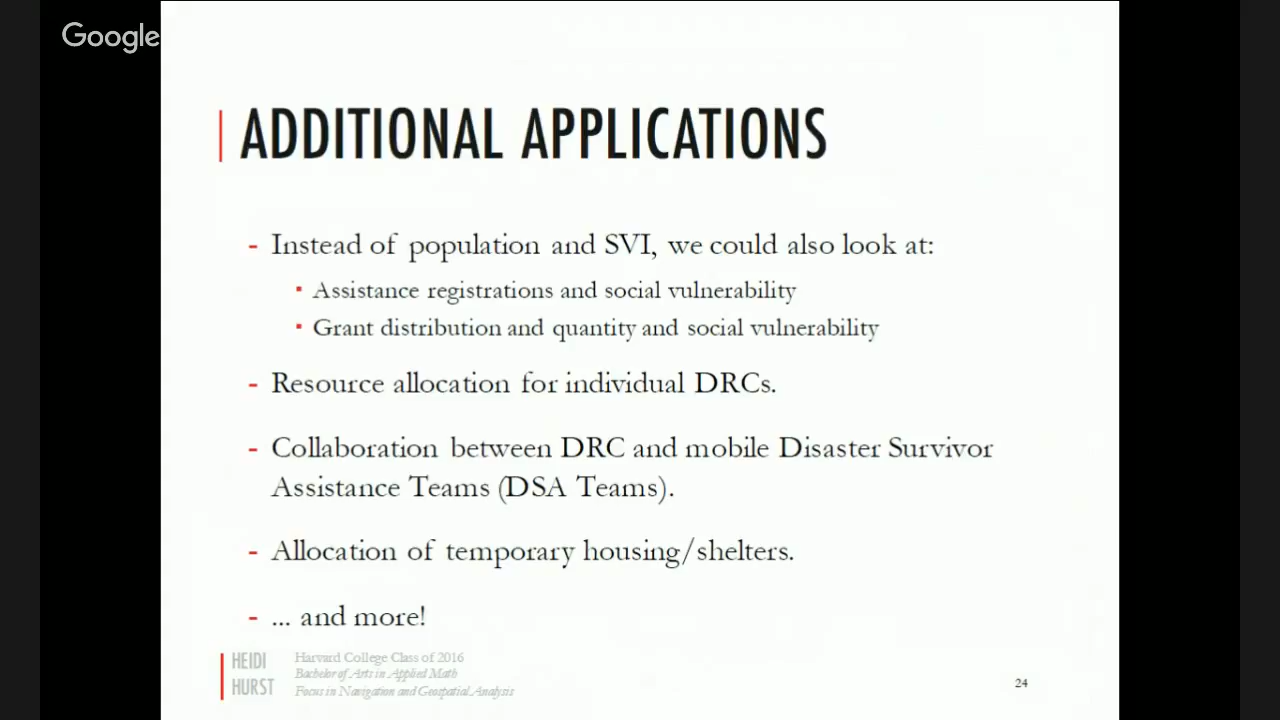 Google
ADDITIONAL APPLICATIONS
- Instead of population and SVI, we could also look at:
▪ Assistance registrations and social vulnerability
▪ Grant distribution and quantity and social vulnerability
- Resource allocation for individual DRCs.
- Collaboration between DRC and mobile Disaster Survivor
Assistance Teams (DSA Teams).
- Allocation of temporary housing/shelters.
- ... and more!
HEIDI
HURST
Harvard College Class of 2016
Bachelor of Arts in Applied Math
Focus in Navigation and Geospatial Analysis
24